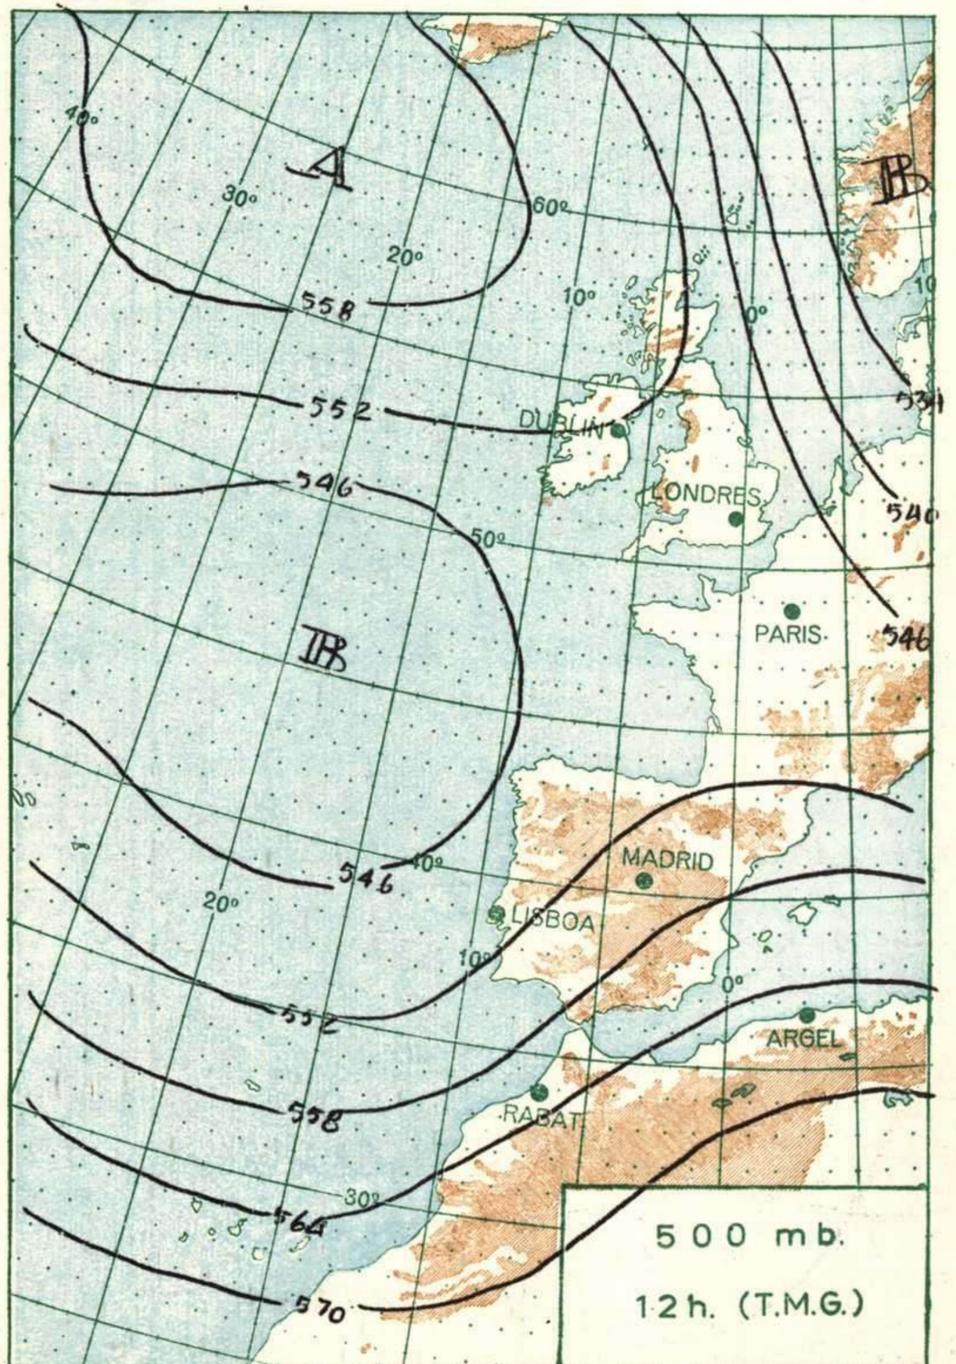 40°
A
B
30°
60°
20°
10°
558
0°
10
552
534
DUBLIN
546
LONDRES
540
50°
PARIS
546
B
MADRID
40°
546
20°
LISBOA
10°
0°
552
ARGEL
558
RABAT
30°
564
500 mb.
570
12h. (T.M.G.)